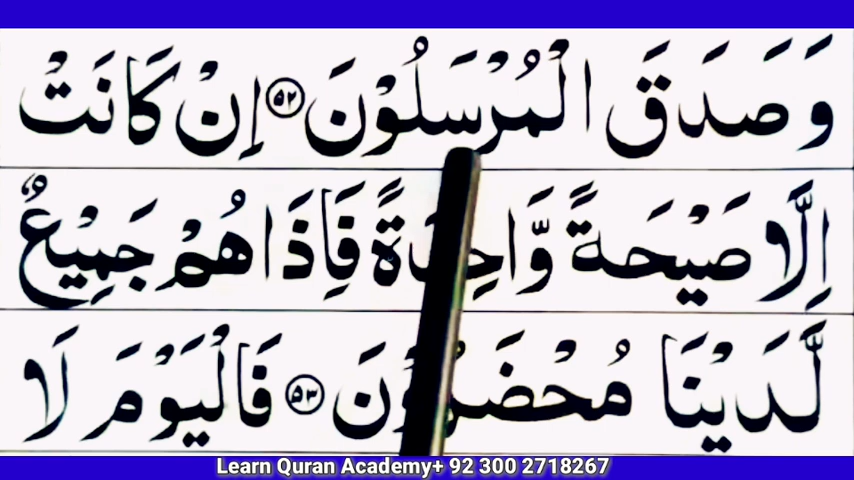 وَصَدَقَ الْمُرْسَلُوْنَ ۝٥٢ اِنْ كَانَتْ
اِلَّا صَيْحَةً وَّاحِدَةً فَاِذَا هُمْ جَمِيْعٌ
لَّدَيْنَا مُحْضَرُوْنَ ۝٥٣ فَالْيَوْمَ لَا
Learn Quran Academy+ 92 300 2718267